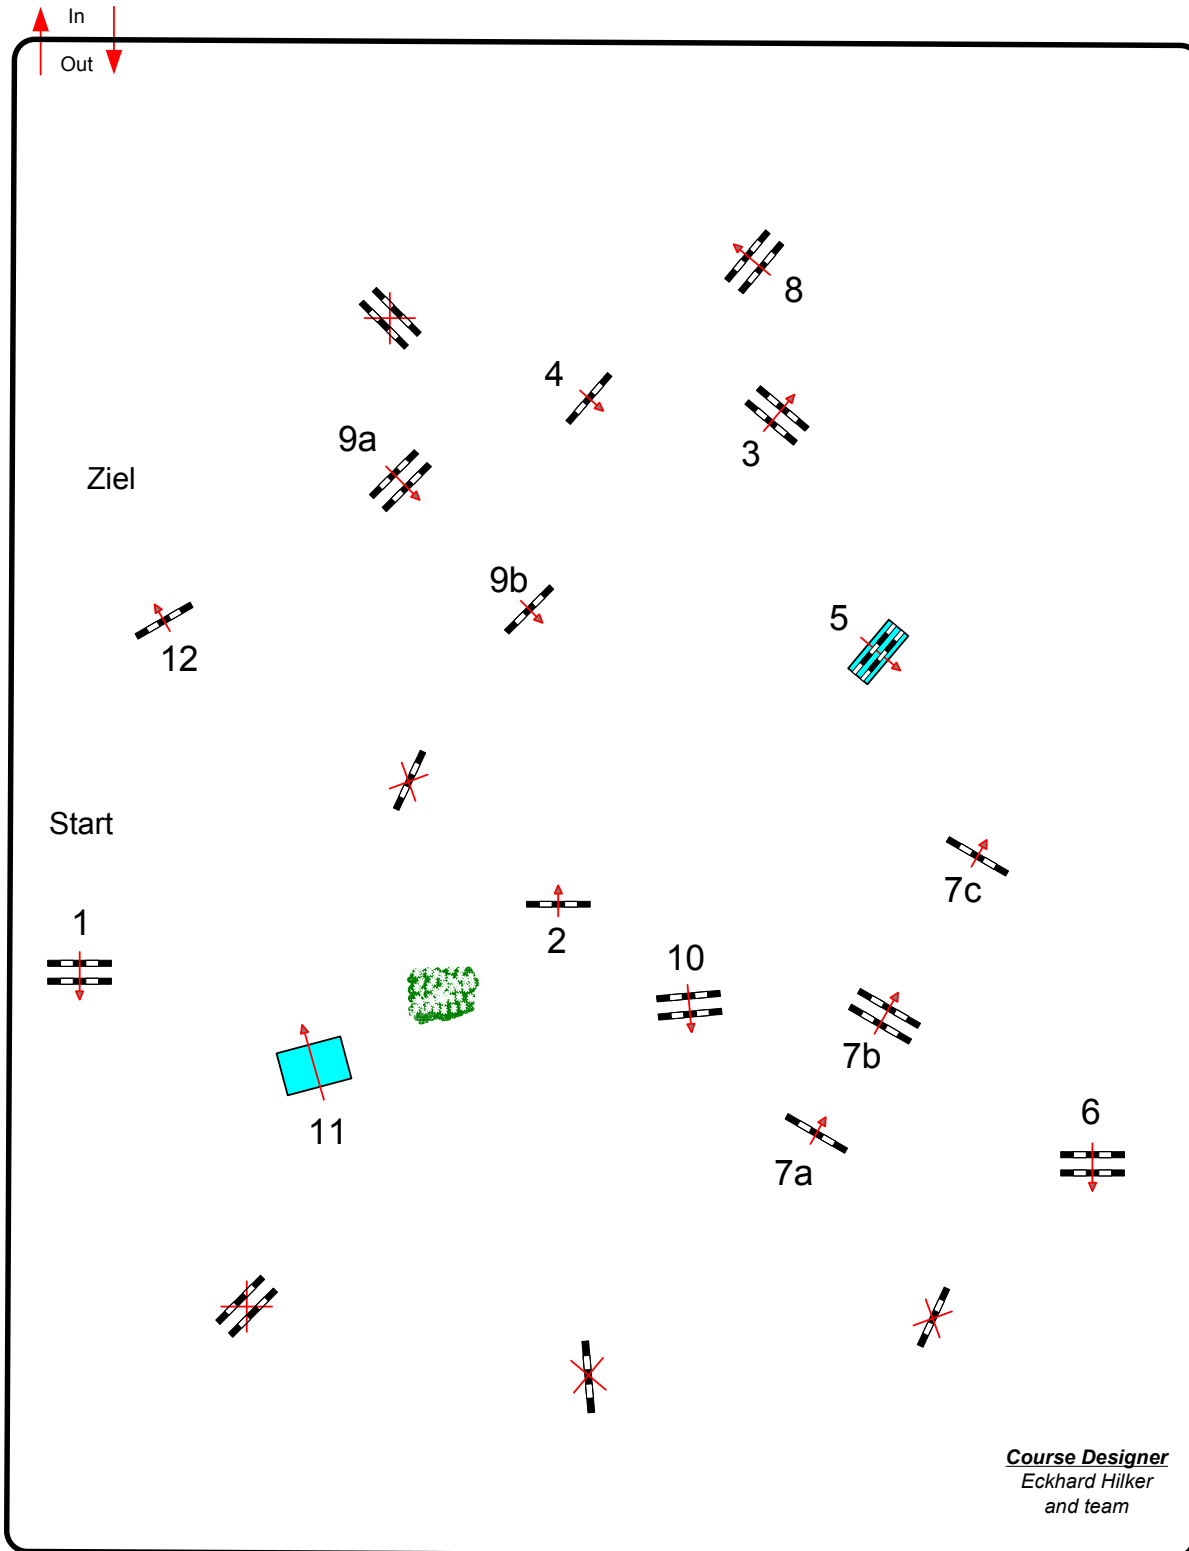 In
Out
8
4
3
9a
Ziel
9b
5
12
Start
7c
1
2
10
7b
11
6
7a
Course Designer
Eckhard Hilker
and team